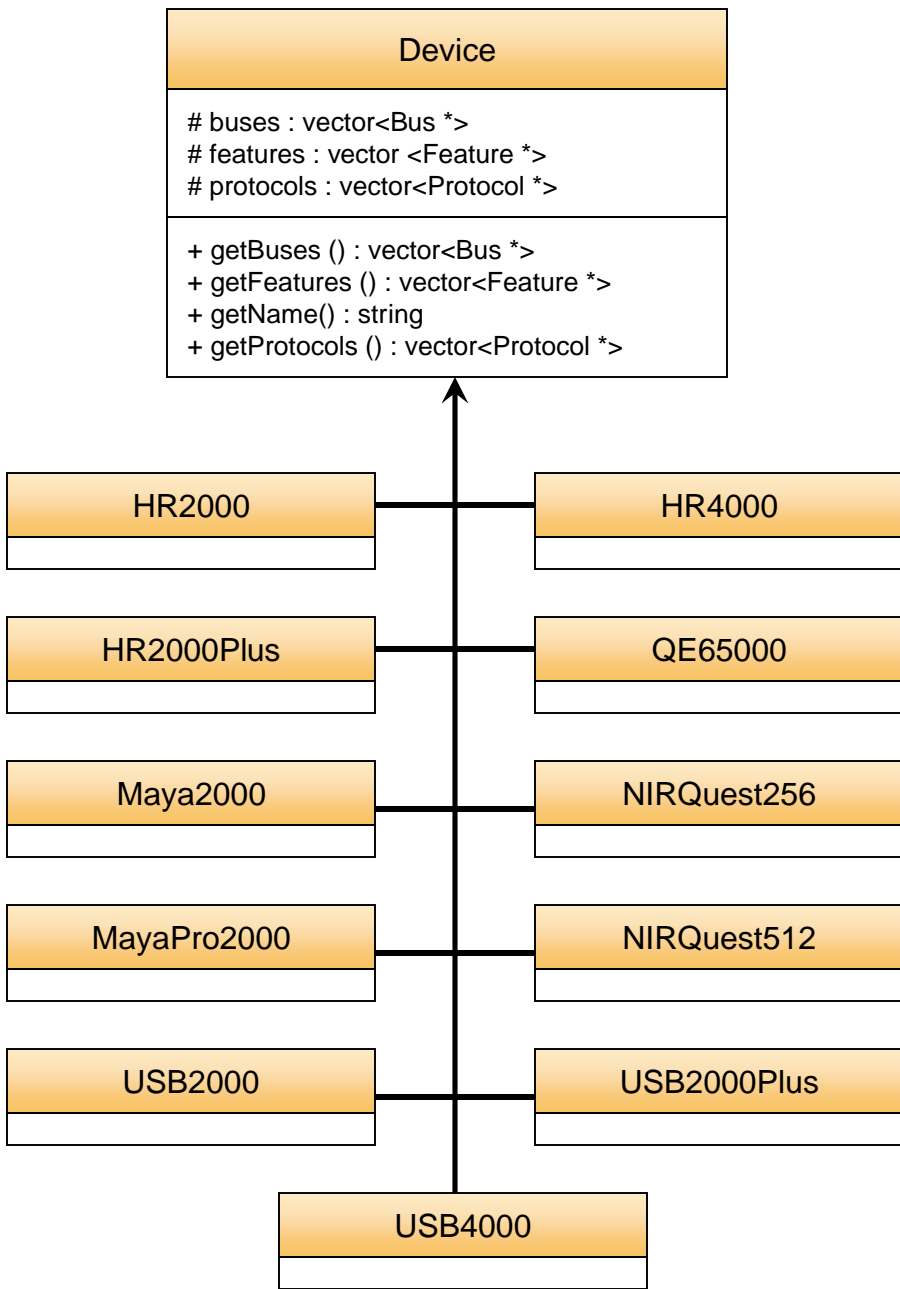 Device
# buses : vector<Bus *>
# features : vector <Feature *>
# protocols : vector<Protocol *>
+ getBuses () : vector<Bus *>
+ getFeatures () : vector<Feature *>
+ getName() : string
+ getProtocols () : vector<Protocol *>
HR2000
HR4000
HR2000Plus
QE65000
Maya2000
NIRQuest256
MayaPro2000
NIRQuest512
USB2000
USB2000Plus
USB4000